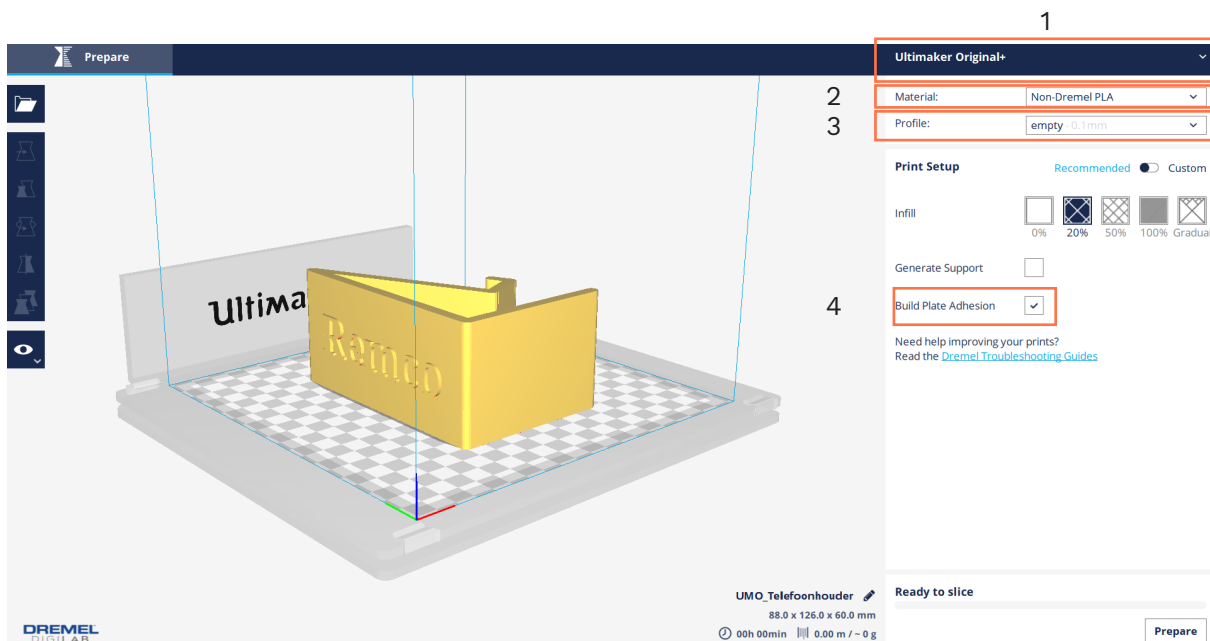 1
Prepare
Ultimaker Original+
2
Material: Non-Dremel PLA
3
Profile: empty - 0.1mm
Print Setup Recommended Custom
Infill
0% 20% 50% 100% Gradual
Generate Support
4
Build Plate Adhesion
Need help improving your prints?
Read the Dremel Troubleshooting Guides
Ultima
Remco
UMO_Telefoonhouder
88.0 x 126.0 x 60.0 mm
00h 00min 0.00 m / ~ 0 g
Ready to slice
Prepare
DREMEL
DIGILAB